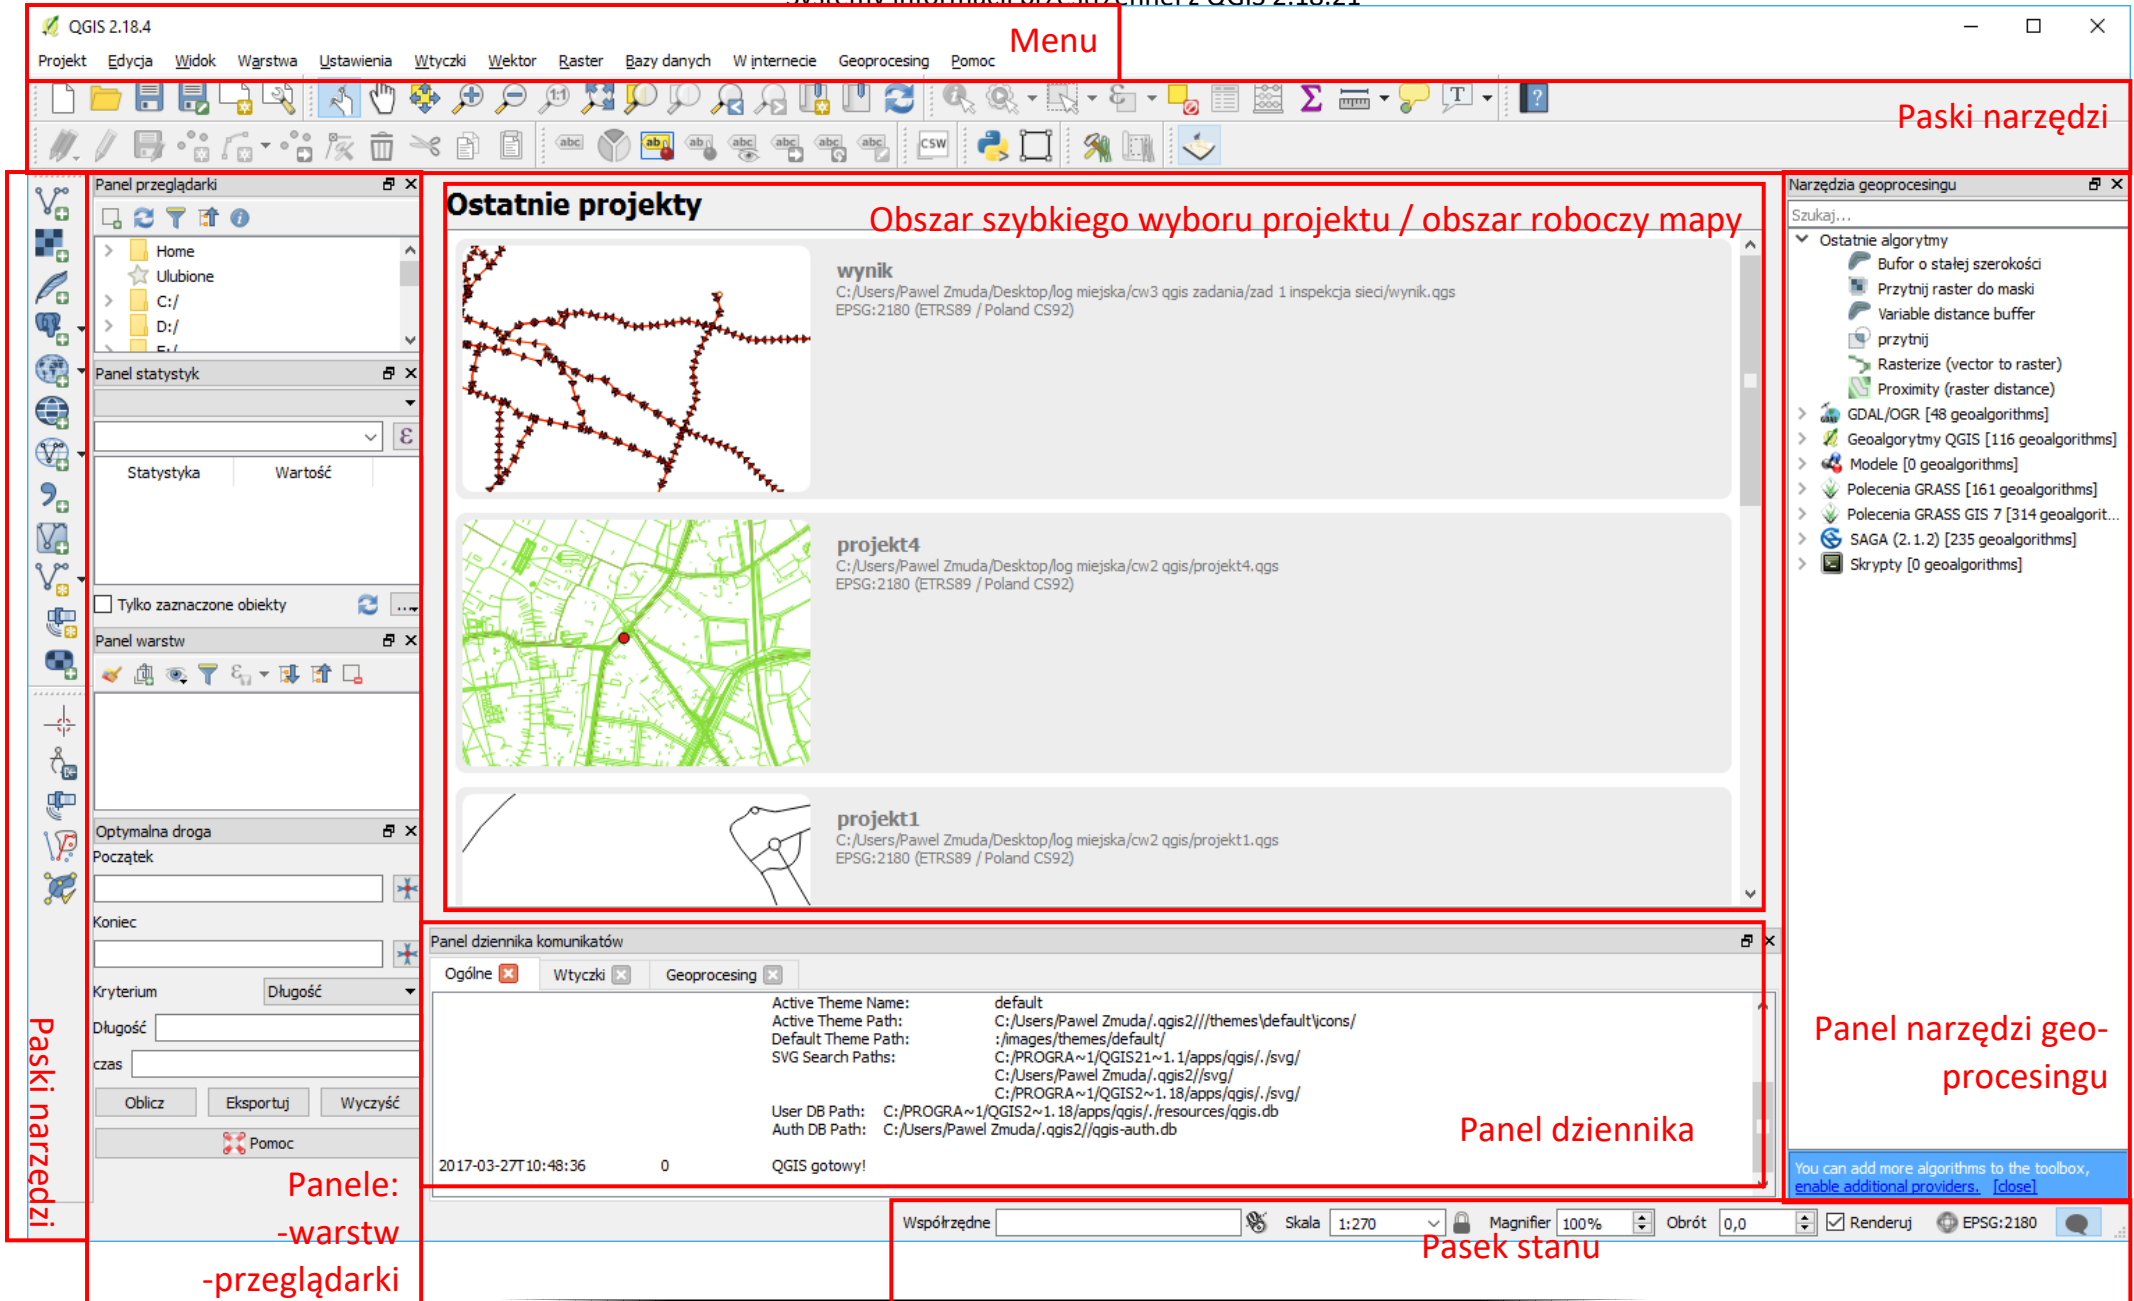 Systemy informacji przestrzennej z QGIS 2.18.21
QGIS 2.18.4
Menu
Projekt Edycja Widok Warstwa Ustawienia Wtyczki Wektor Raster Bazy danych W internecie Geoprocesing Pomoc
Paski narzędzi
CSW
Panel przeglądarki
Home
Ulubione
C:/
D:/
E:/
Panel statystyk
Statystyka Wartość
Tylko zaznaczone obiekty
Panel warstw
Optymalna droga
Początek
Koniec
Kryterium Długość
Długość
czas
Oblicz Eksportuj Wyczyść
Pomoc
Paski narzędzi
Panele:
-warstw
-przeglądarki
Ostatnie projekty
Obszar szybkiego wyboru projektu / obszar roboczy mapy
wynik
C:/Users/Pawel Zmuda/Desktop/log miejska/cw3 qgis zadania/zad 1 inspekcja sieci/wynik.qgs
EPSG:2180 (ETRS89 / Poland CS92)
projekt4
C:/Users/Pawel Zmuda/Desktop/log miejska/cw2 qgis/projekt4.qgs
EPSG:2180 (ETRS89 / Poland CS92)
projekt1
C:/Users/Pawel Zmuda/Desktop/log miejska/cw2 qgis/projekt1.qgs
EPSG:2180 (ETRS89 / Poland CS92)
Panel dziennika komunikatów
Ogólne Wtyczki Geoprocesing
Active Theme Name: default
Active Theme Path: C:/Users/Pawel Zmuda/.qgis2///themes\default\icons/
Default Theme Path: :/images/themes/default/
SVG Search Paths: C:/PROGRA~1/QGIS21~1.1/apps/qgis/./svg/
C:/Users/Pawel Zmuda/.qgis2//svg/
C:/PROGRA~1/QGIS2~1.18/apps/qgis/./svg/
User DB Path: C:/PROGRA~1/QGIS2~1.18/apps/qgis/./resources/qgis.db
Auth DB Path: C:/Users/Pawel Zmuda/.qgis2//qgis-auth.db
2017-03-27T10:48:36 0 QGIS gotowy!
Panel dziennika
Narzędzia geoprocesingu
Szukaj...
Ostatnie algorytmy
Bufor o stałej szerokości
Przytnij raster do maski
Variable distance buffer
przytnij
Rasterize (vector to raster)
Proximity (raster distance)
GDAL/OGR [48 geoalgorithms]
Geoalgorytmy QGIS [116 geoalgorithms]
Modele [0 geoalgorithms]
Polecenia GRASS [161 geoalgorithms]
Polecenia GRASS GIS 7 [314 geoalgorit...
SAGA (2.1.2) [235 geoalgorithms]
Skrypty [0 geoalgorithms]
Panel narzędzi geo-
procesingu
You can add more algorithms to the toolbox,
enable additional providers. [close]
Współrzędne Skala 1:270 Magnifier 100% Obrót 0,0 Renderuj EPSG:2180
Pasek stanu